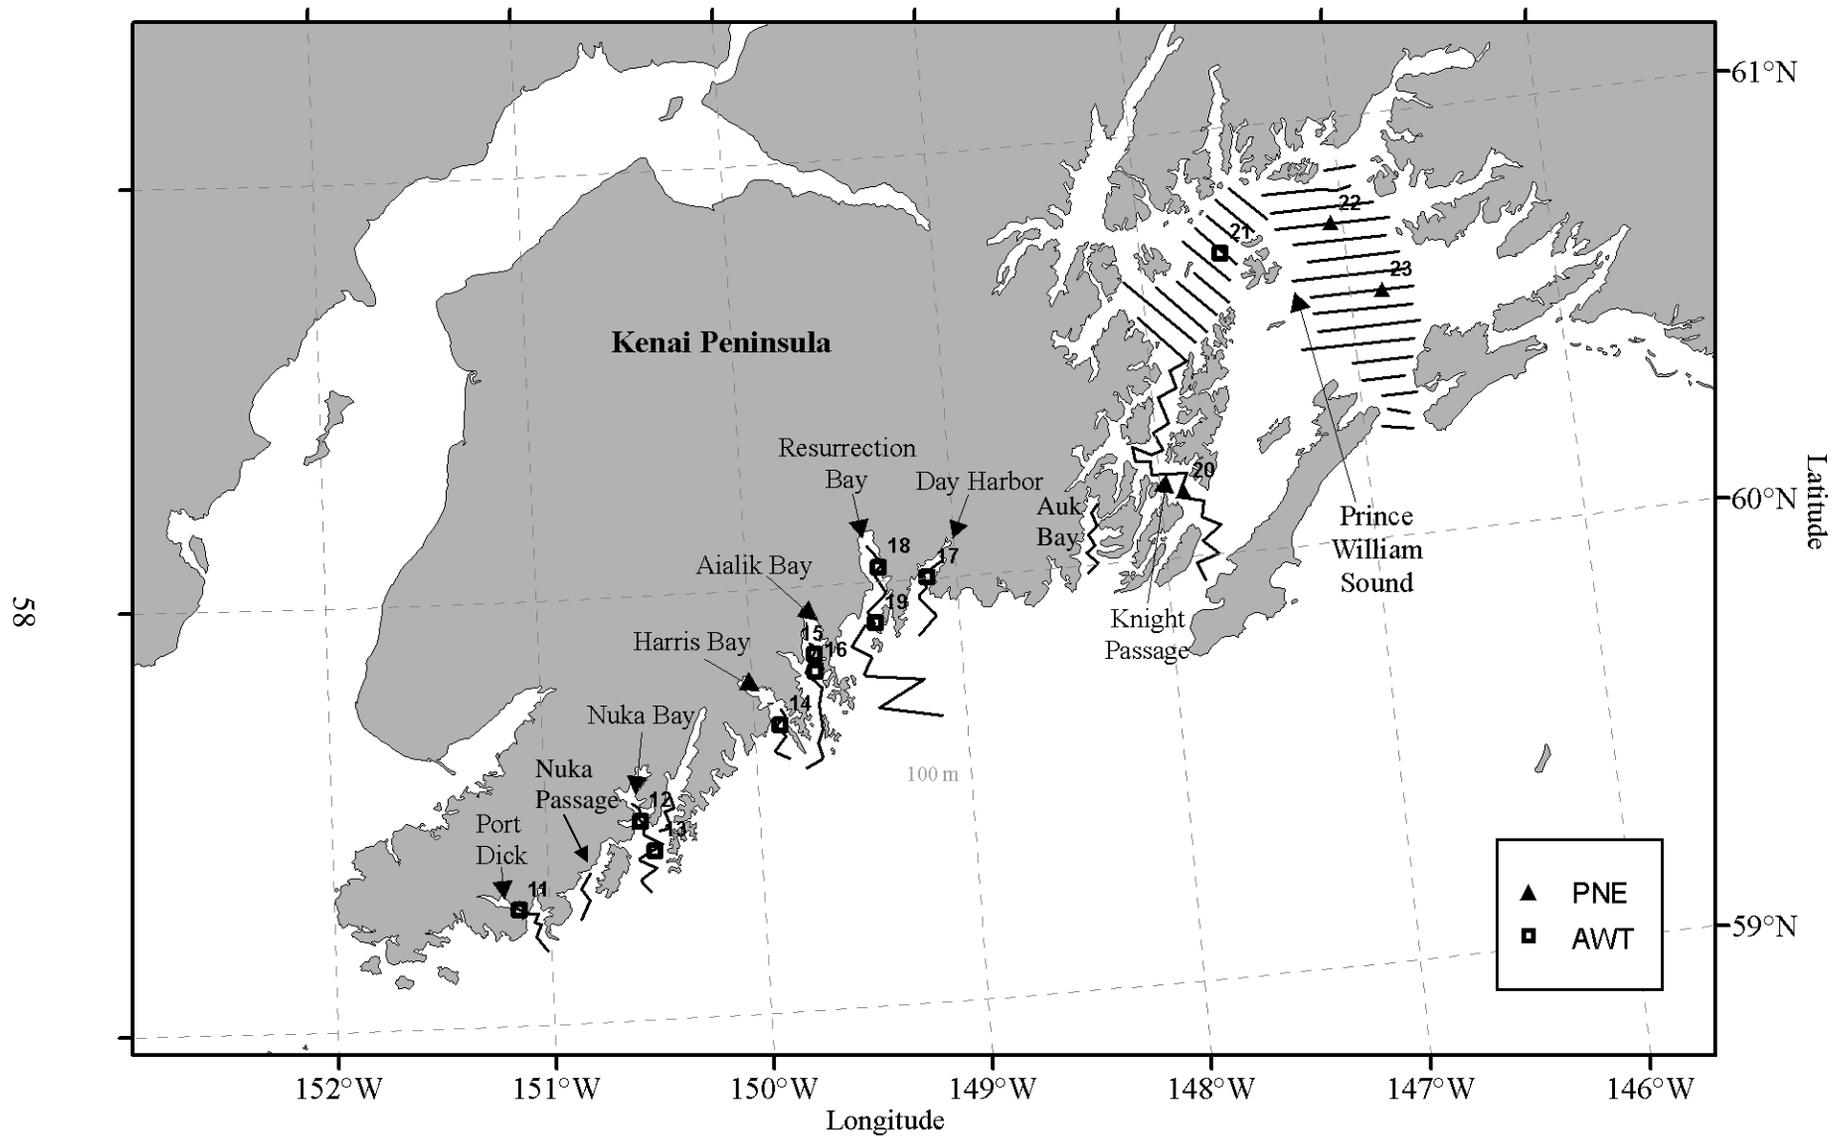 61°N
22
21
23
Kenai Peninsula
Resurrection
Bay
Day Harbor
Auk
Bay
20
60°N
Latitude
Prince
William
Sound
Aialik Bay
18
17
19
Knight
Passage
Harris Bay
15
16
14
58
Nuka Bay
Nuka
Passage
100 m
12
13
Port
Dick
11
PNE
AWT
59°N
152°W
151°W
150°W
149°W
148°W
147°W
146°W
Longitude